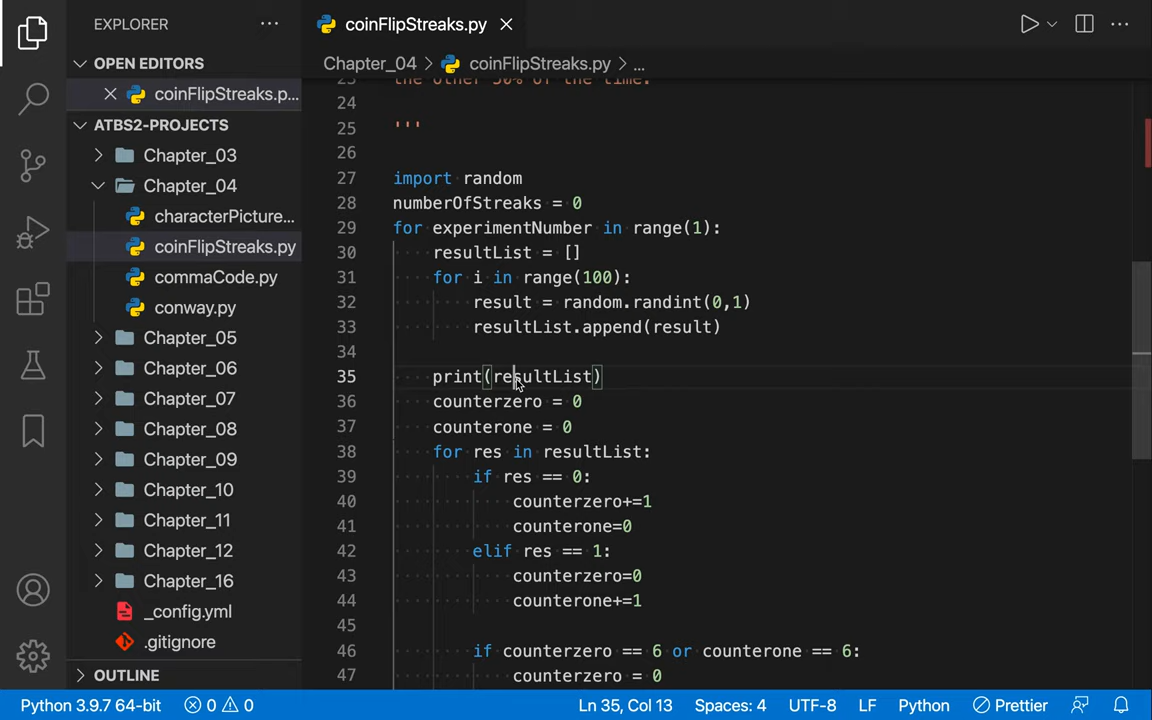 EXPLORER
OPEN EDITORS
coinFlipStreaks.p...
ATBS2-PROJECTS
Chapter_03
Chapter_04
characterPicture...
coinFlipStreaks.py
commaCode.py
conway.py
Chapter_05
Chapter_06
Chapter_07
Chapter_08
Chapter_09
Chapter_10
Chapter_11
Chapter_12
Chapter_16
_config.yml
.gitignore
OUTLINE
coinFlipStreaks.py
Chapter_04 > coinFlipStreaks.py > ...
23 the other 50% of the time.
24
25 '''
26
27 import random
28 numberOfStreaks = 0
29 for experimentNumber in range(1):
30     resultList = []
31     for i in range(100):
32         result = random.randint(0,1)
33         resultList.append(result)
34
35     print(resultList)
36     counterzero = 0
37     counterone = 0
38     for res in resultList:
39         if res == 0:
40             counterzero+=1
41             counterone=0
42         elif res == 1:
43             counterzero=0
44             counterone+=1
45
46         if counterzero == 6 or counterone == 6:
47             counterzero = 0
Python 3.9.7 64-bit 0 0 Ln 35, Col 13 Spaces: 4 UTF-8 LF Python Prettier